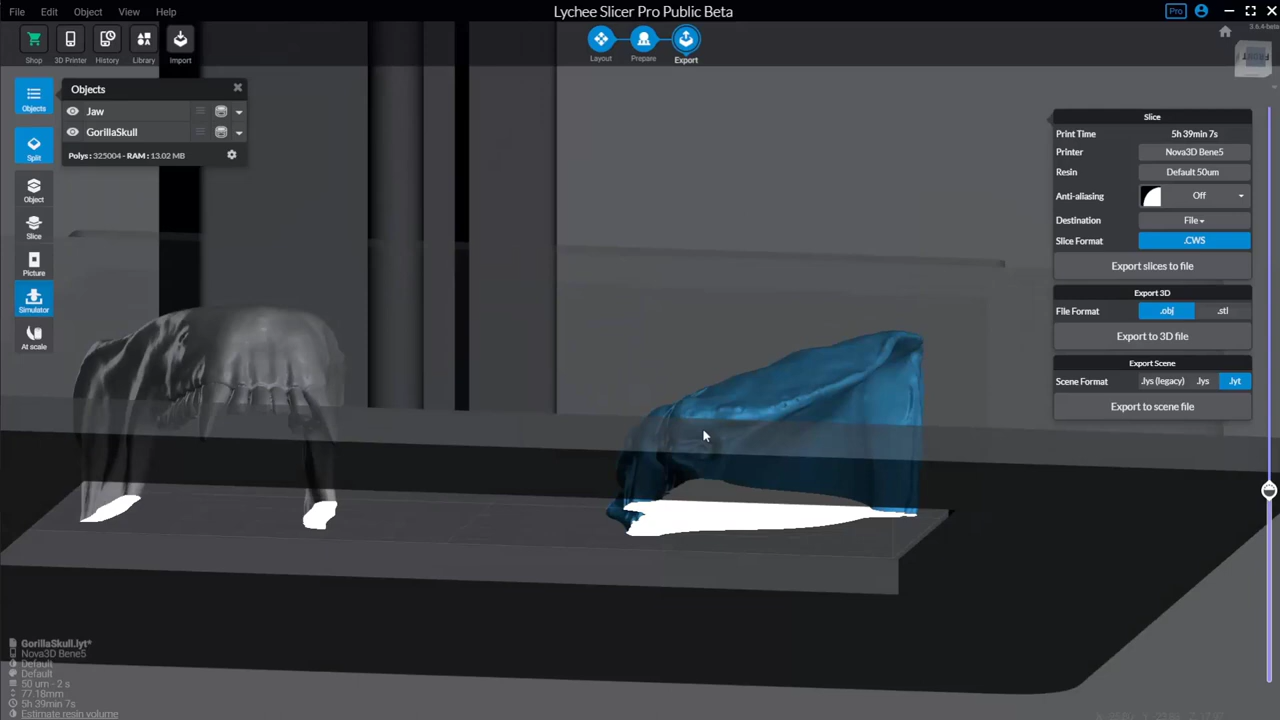 File Edit Object View Help
Lychee Slicer Pro Public Beta
Pro
3.6.4-beta
Shop 3D Printer History Library Import
Layout Prepare Export
FRONT
Objects
Objects
Jaw
GorillaSkull
Polys : 325004 - RAM : 13.02 MB
Split
Object
Slice
Picture
Simulator
At scale
Slice
Print Time 5h 39min 7s
Printer Nova3D Bene5
Resin Default 50um
Anti-aliasing Off
Destination File
Slice Format .CWS
Export slices to file
Export 3D
File Format .obj .stl
Export to 3D file
Export Scene
Scene Format .lys (legacy) .lys .lyt
Export to scene file
GorillaSkull.lyt*
Nova3D Bene5
Default
Default
50 um - 2 s
77.18mm
5h 39min 7s
Estimate resin volume